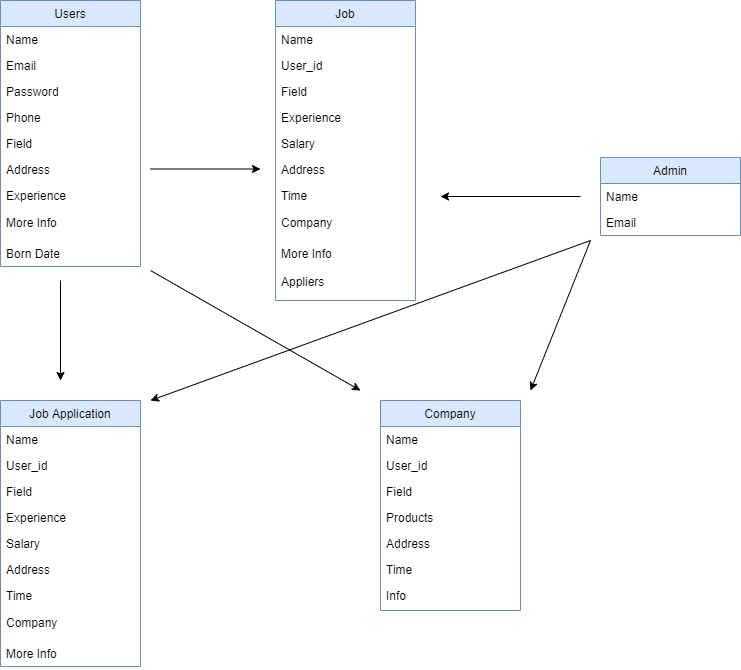 Users
Name
Email
Password
Phone
Field
Address
Experience
More Info
Born Date
Job
Name
User_id
Field
Experience
Salary
Address
Time
Company
More Info
Appliers
Admin
Name
Email
Job Application
Name
User_id
Field
Experience
Salary
Address
Time
Company
More Info
Company
Name
User_id
Field
Products
Address
Time
Info